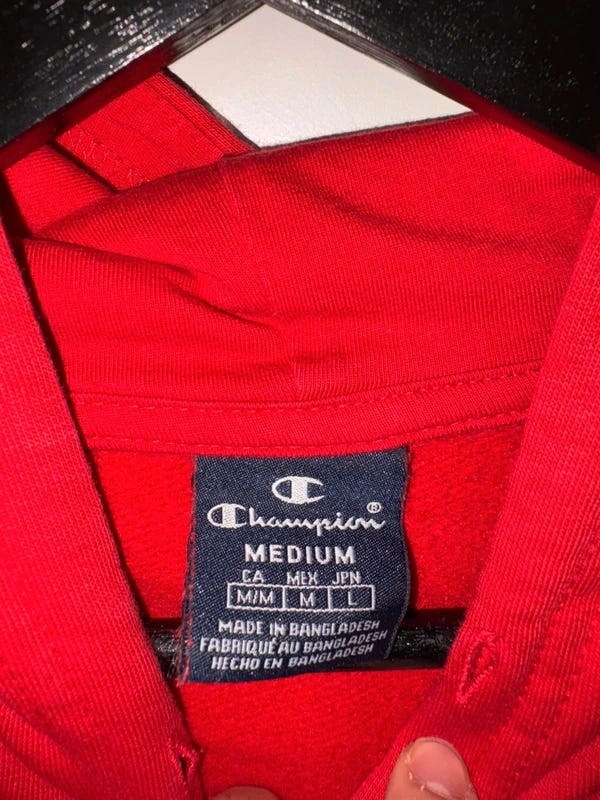 Champion®
MEDIUM
CA MEX JPN
M/M M L
MADE IN BANGLADESH
FABRIQUÉ AU BANGLADESH
HECHO EN BANGLADESH